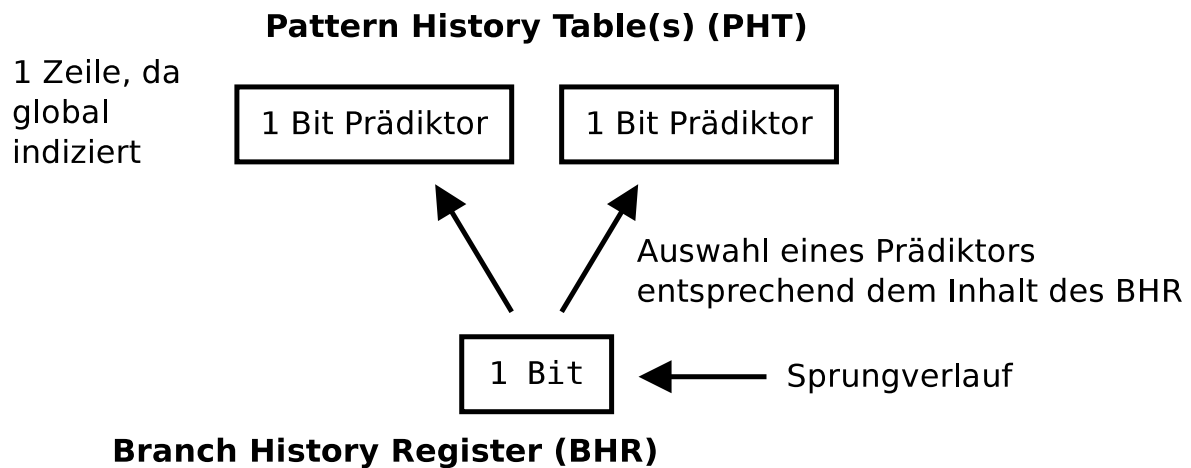 Pattern History Table(s) (PHT)
1 Zeile, da
global
indiziert
1 Bit Prädiktor
1 Bit Prädiktor
Auswahl eines Prädiktors
entsprechend dem Inhalt des BHR
1 Bit
Sprungverlauf
Branch History Register (BHR)